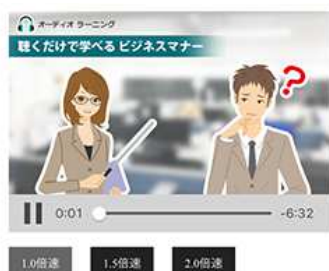 オーディオ ラーニング
聴くだけで学べる ビジネスマナー
?
0:01 -6:32
1.0倍速 1.5倍速 2.0倍速